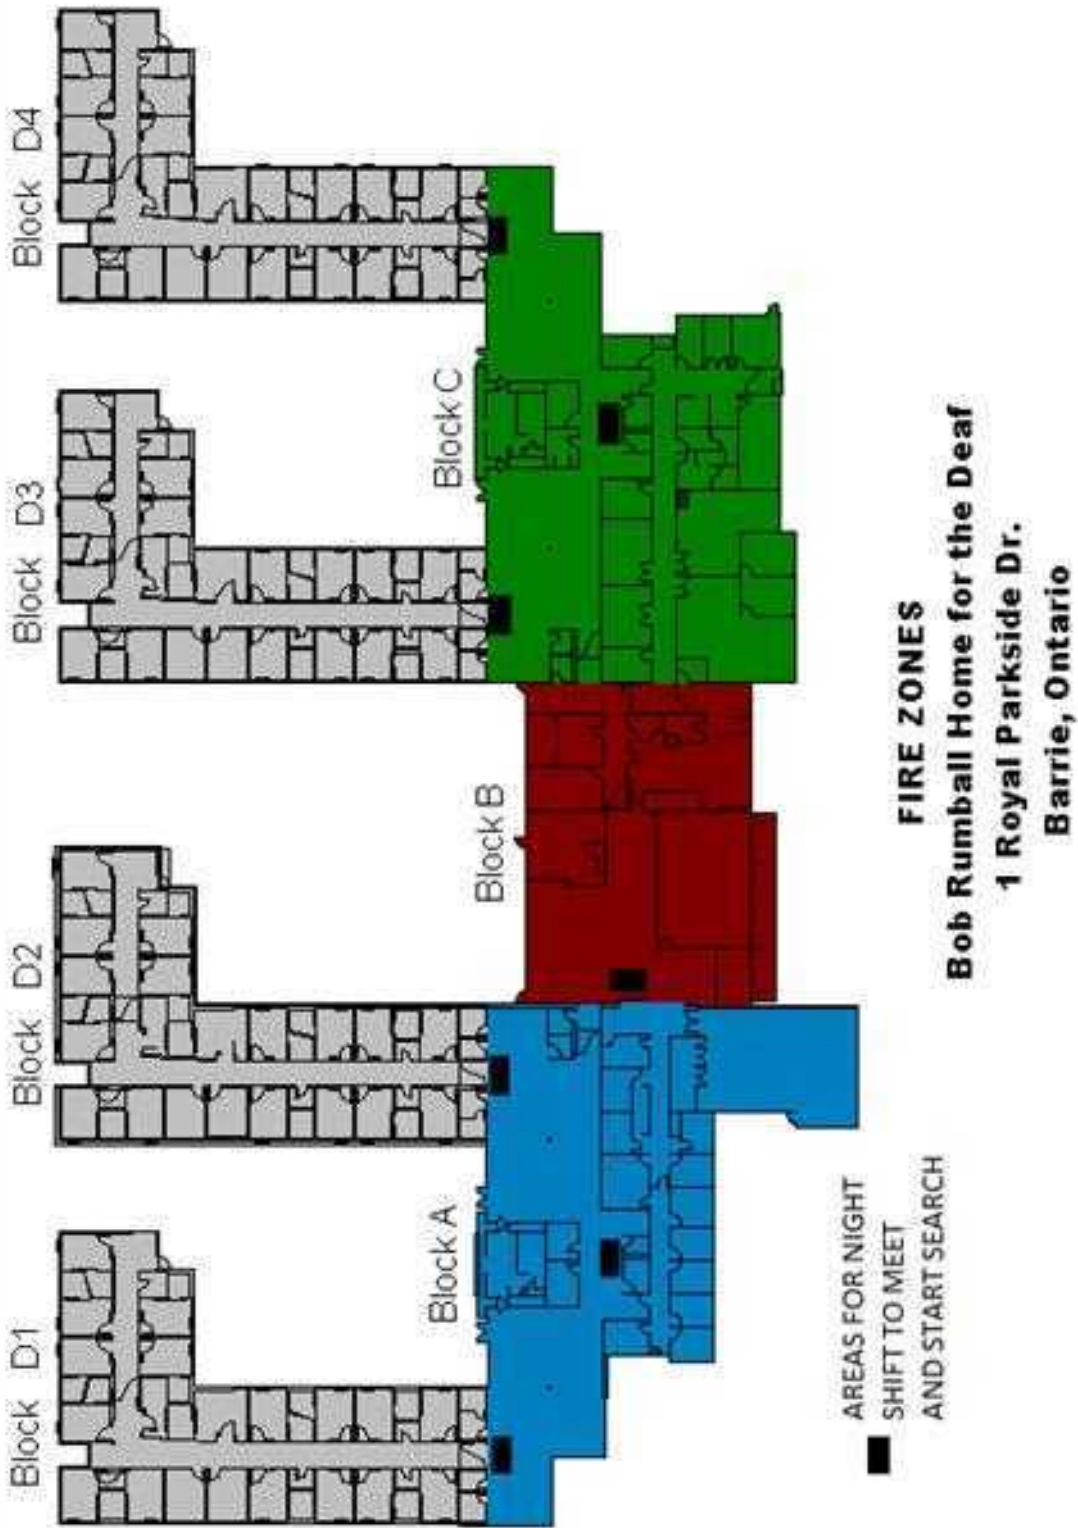 Block D1
Block D2
Block D3
Block D4
Block A
Block B
Block C
AREAS FOR NIGHT
SHIFT TO MEET
AND START SEARCH
FIRE ZONES
Bob Rumball Home for the Deaf
1 Royal Parkside Dr.
Barrie, Ontario